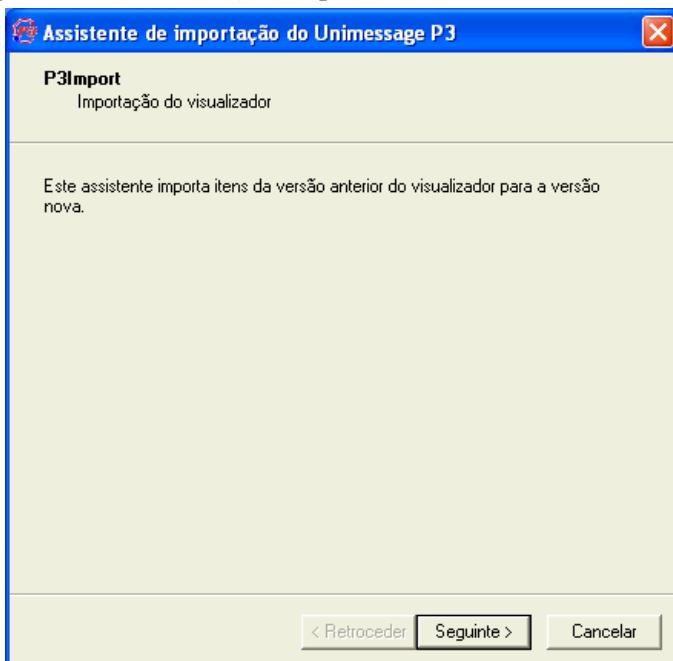 Assistente de importação do Unimessage P3
P3Import
Importação do visualizador
Este assistente importa itens da versão anterior do visualizador para a versão
nova.
< Retroceder Seguinte > Cancelar